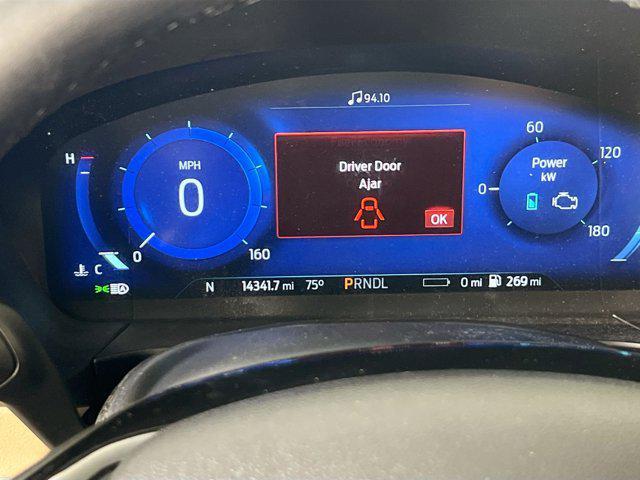 94.10
H
MPH
0
0
160
C
Driver Door
Ajar
OK
60
120
0
180
Power
kW
N
14341.7 mi
75°
PRNDL
0 mi
269 mi